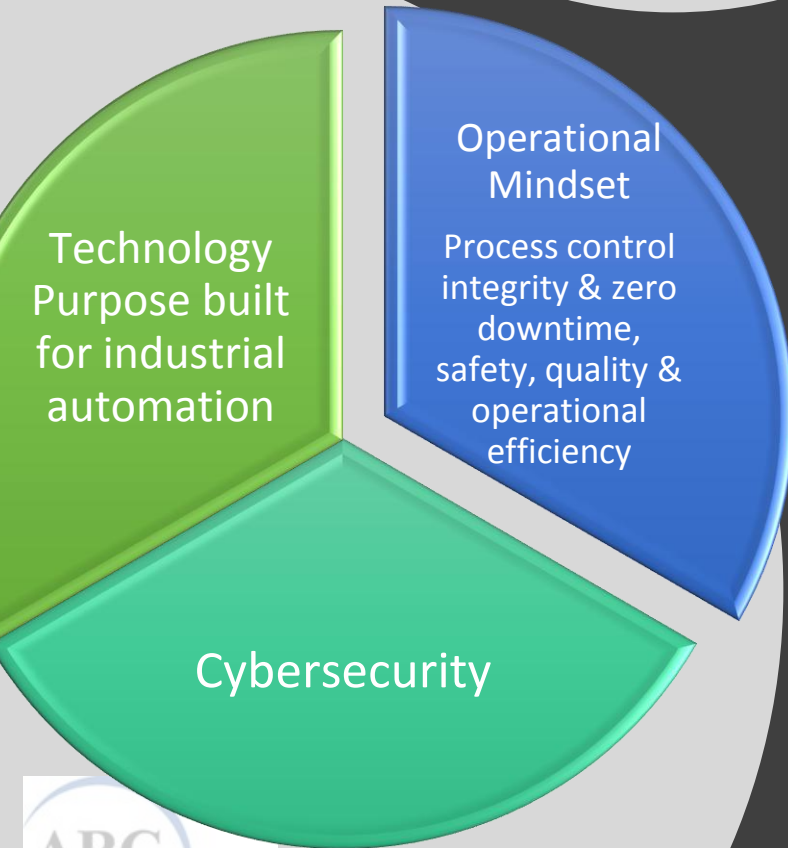 Operational
Mindset
Process control
integrity & zero
downtime,
safety, quality &
operational
efficiency
Technology
Purpose built
for industrial
automation
Cybersecurity